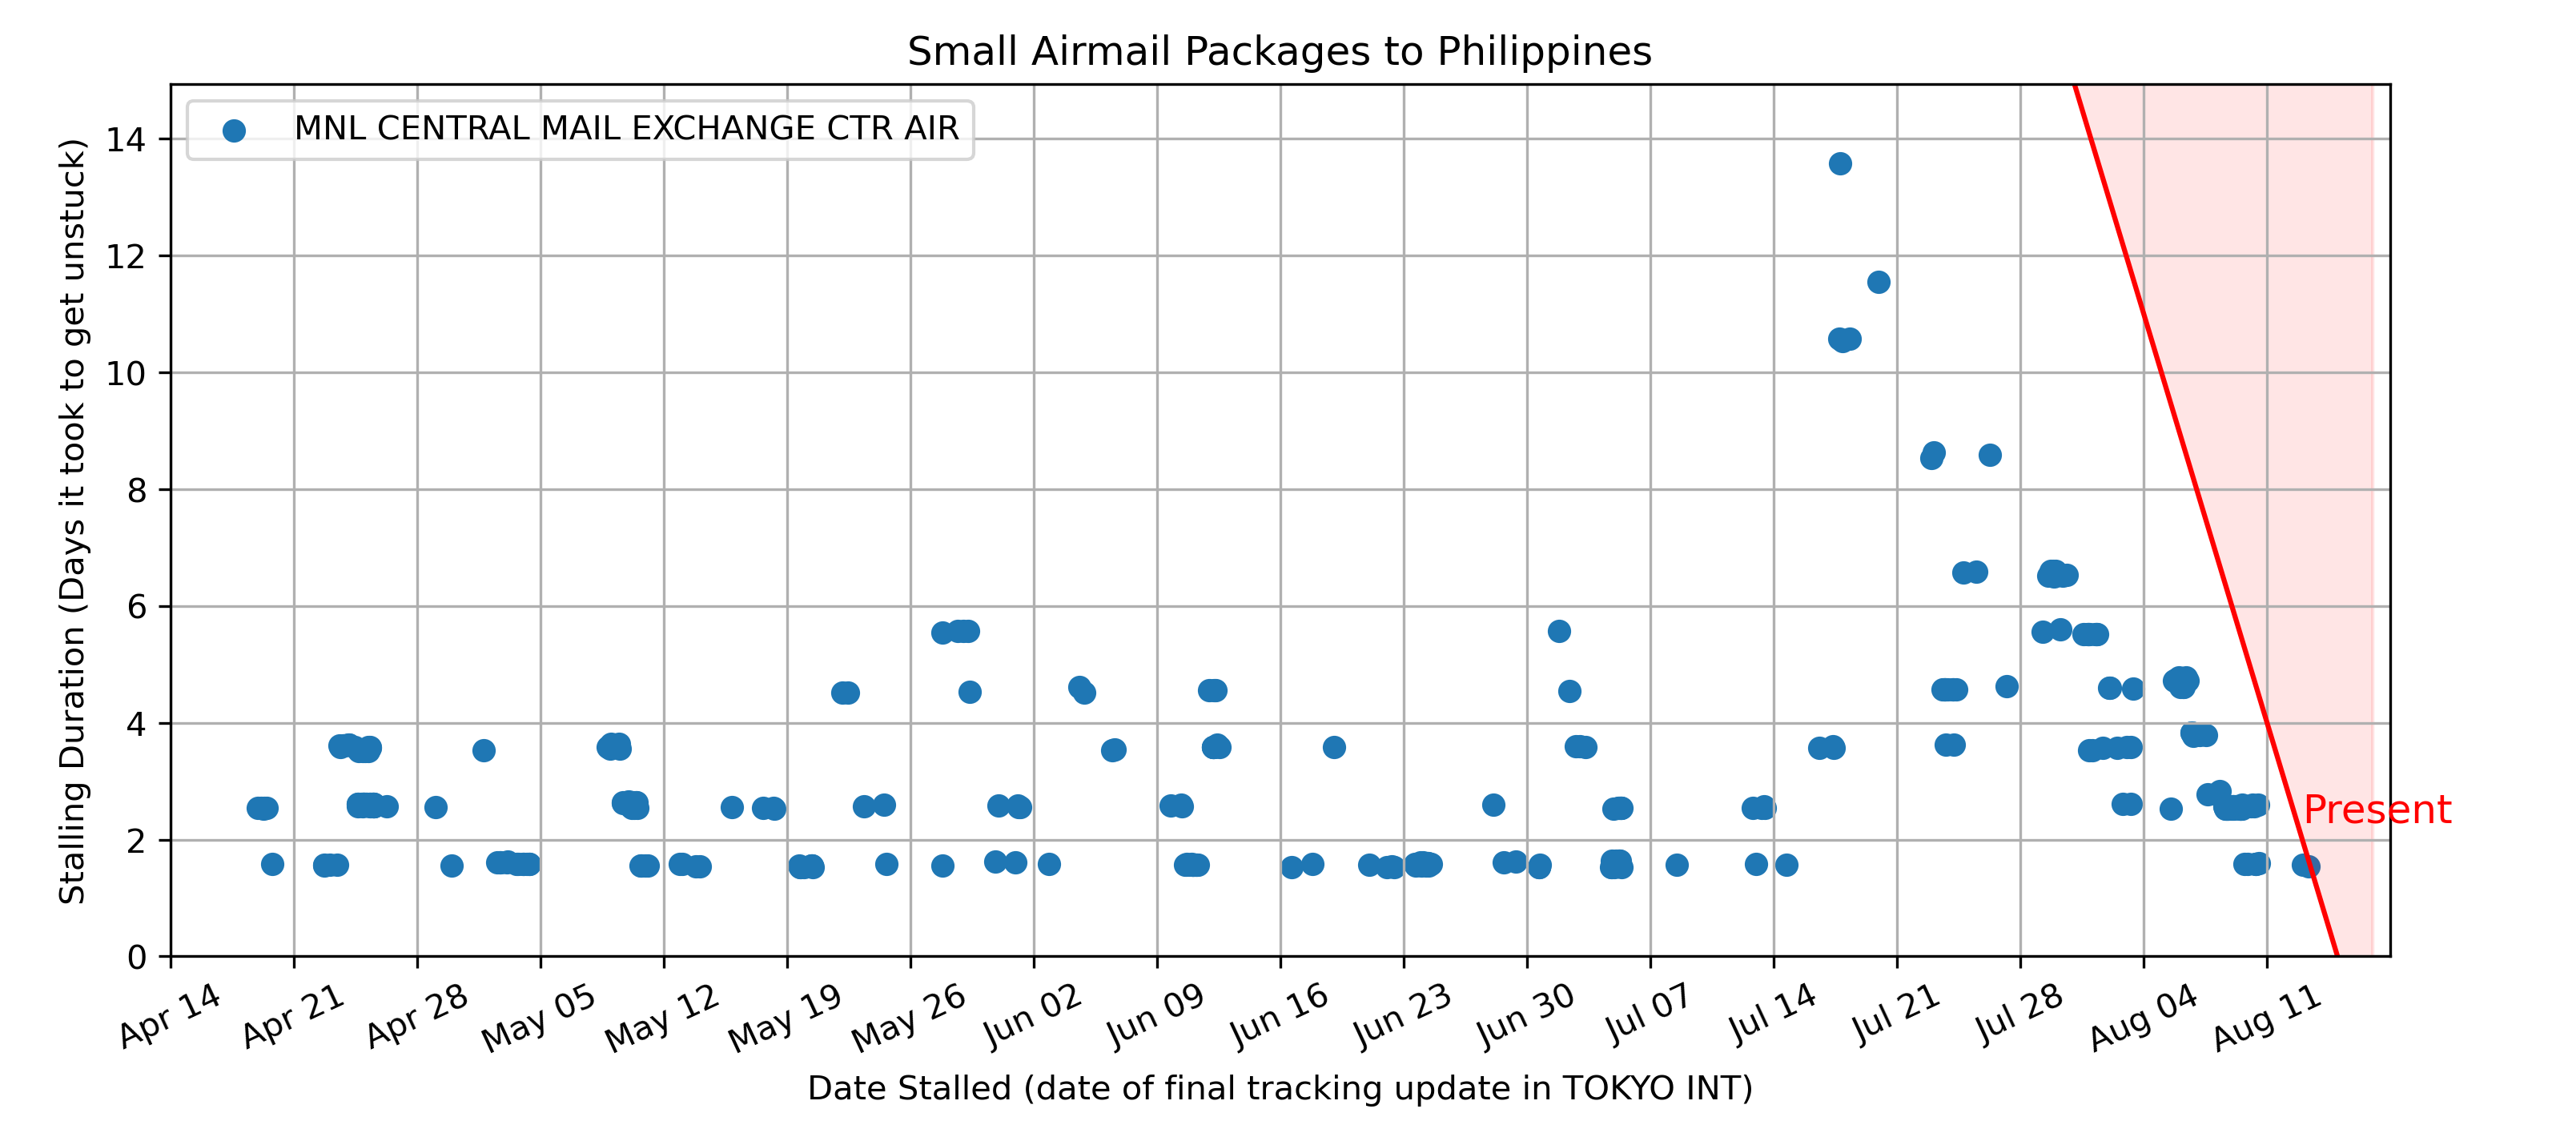 Small Airmail Packages to Philippines
MNL CENTRAL MAIL EXCHANGE CTR AIR
Stalling Duration (Days it took to get unstuck)
14
12
10
8
6
4
2
0
Present
Apr 14
Apr 21
Apr 28
May 05
May 12
May 19
May 26
Jun 02
Jun 09
Jun 16
Jun 23
Jun 30
Jul 07
Jul 14
Jul 21
Jul 28
Aug 04
Aug 11
Date Stalled (date of final tracking update in TOKYO INT)